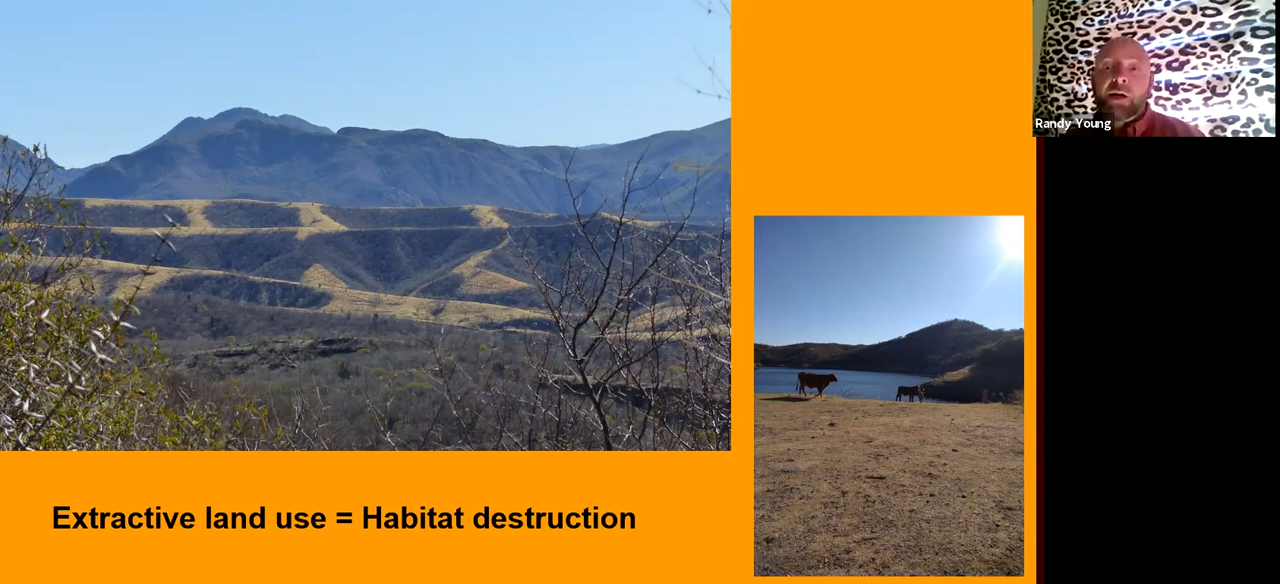 Randy Young
Extractive land use = Habitat destruction